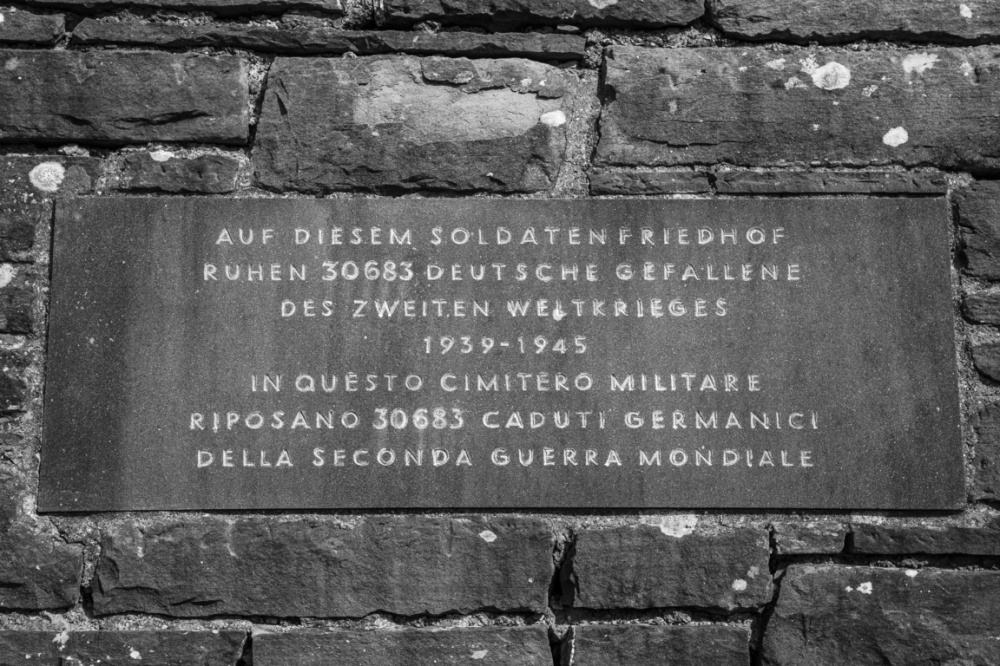 AUF DIESEM SOLDATENFRIEDHOF
RUHEN 30683 DEUTSCHE GEFALLENE
DES ZWEITEN WELTKRIEGES
1939-1945
IN QUESTO CIMITERO MILITARE
RIPOSANO 30683 CADUTI GERMANICI
DELLA SECONDA GUERRA MONDIALE